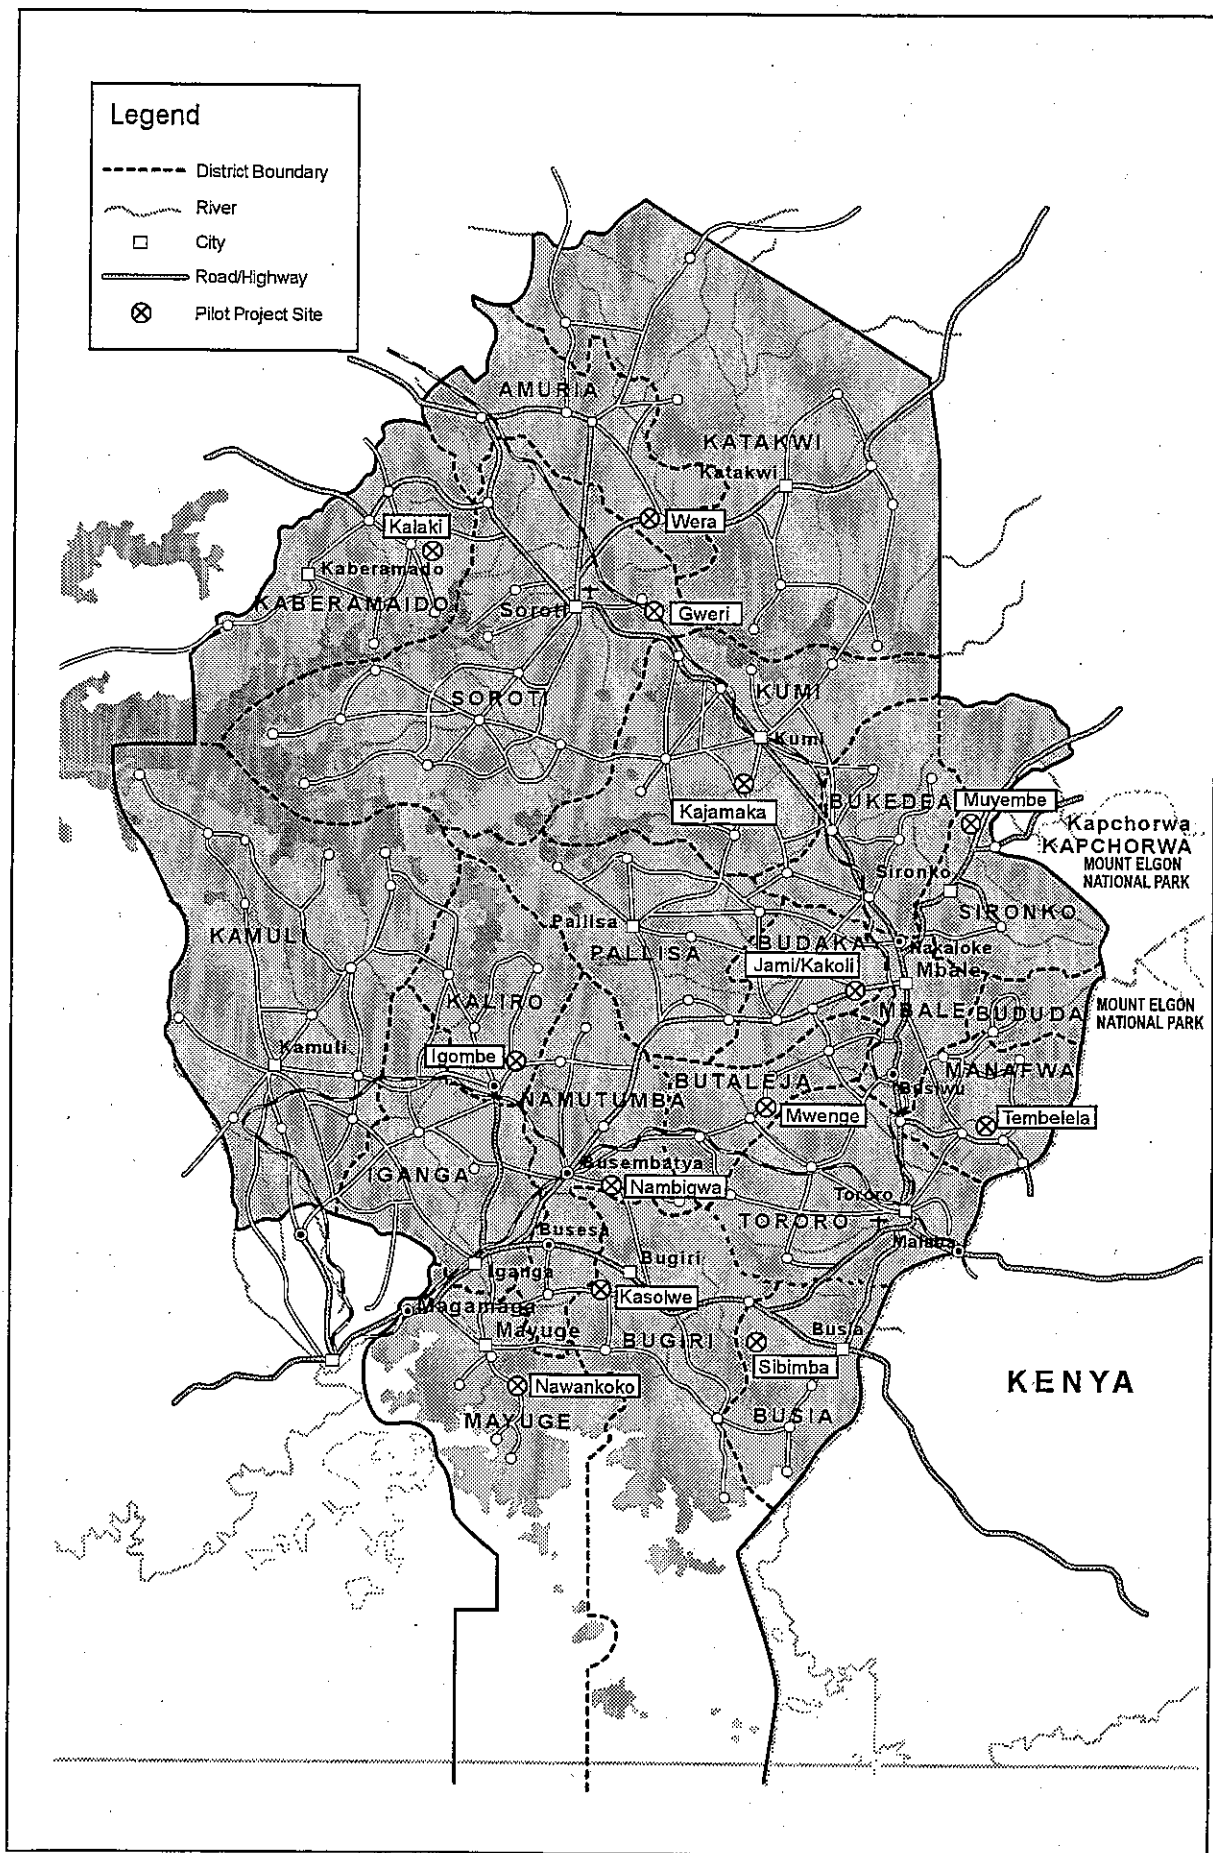 Legend
District Boundary
River
City
Road/Highway
Pilot Project Site
AMURIA
KATAKWI
Katakwi
Wera
Kalaki
Kaberamado
KABERAMAIDO
Soroti
Gweri
SOROTI
KUMI
Kumi
Kajamaka
BUKEDEA
Muyembe
Kapchorwa
KAPCHORWA
MOUNT ELGON
NATIONAL PARK
Sironko
SIRONKO
Pallisa
PALLISA
BUDAKA
Nakaloke
KAMULI
Jami/Kakoli
Mbale
KALIRO
MBALE
BUDUDA
MOUNT ELGON
NATIONAL PARK
Kamuli
Igombe
BUTALEJA
MANAFWA
Busiwu
NAMUTUMBA
Mwenge
Tembelela
IGANGA
Busembatya
Nambiqwa
Tororo
TORORO
Busesa
Malaba
Bugiri
Iganga
Kasolwe
Magamaga
Mayuge
BUGIRI
Busia
Sibimba
KENYA
Nawankoko
MAYUGE
BUSIA